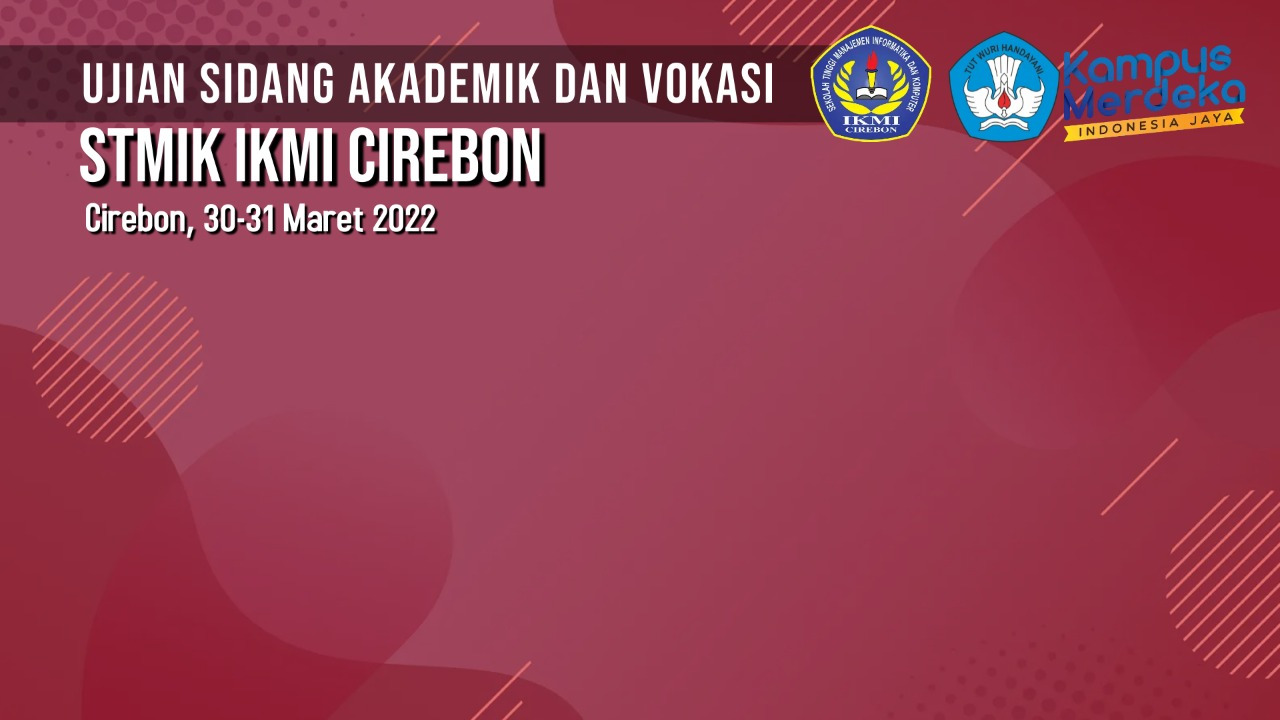 UJIAN SIDANG AKADEMIK DAN VOKASI
STMIK IKMI CIREBON
Cirebon, 30-31 Maret 2022
SEKOLAH TINGGI MANAJEMEN INFORMATIKA DAN KOMPUTER
IKMI
CIREBON
TUT WURI HANDAYANI
Kampus
Merdeka
INDONESIA JAYA